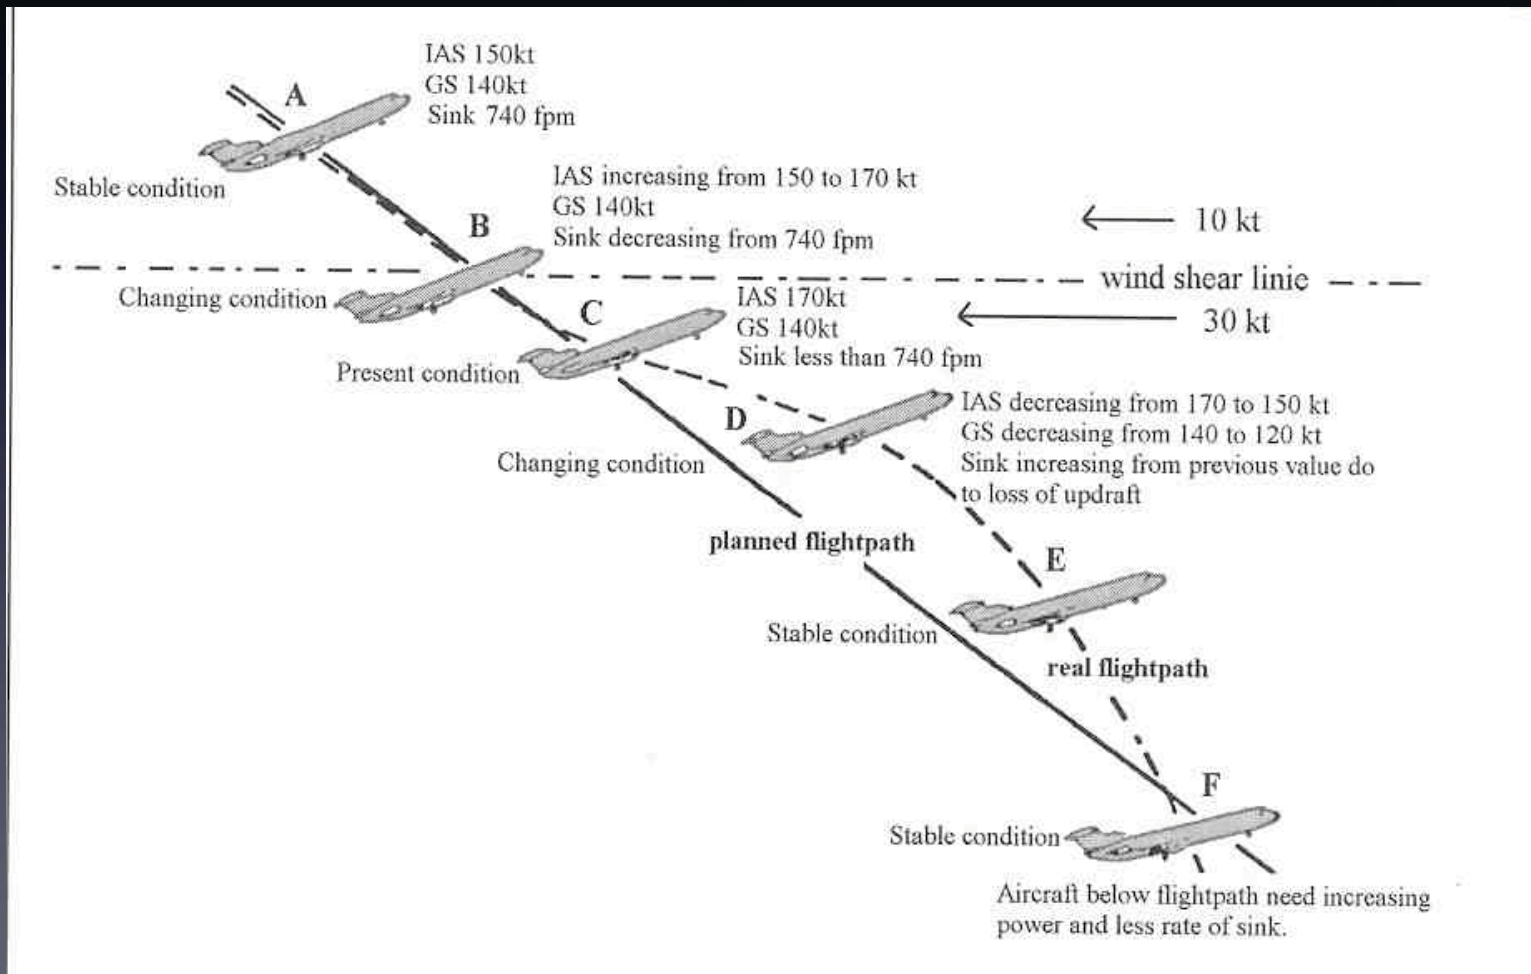 A
IAS 150kt
GS 140kt
Sink 740 fpm
Stable condition
B
IAS increasing from 150 to 170 kt
GS 140kt
Sink decreasing from 740 fpm
10 kt
wind shear linie
30 kt
Changing condition
C
IAS 170kt
GS 140kt
Sink less than 740 fpm
Present condition
D
IAS decreasing from 170 to 150 kt
GS decreasing from 140 to 120 kt
Sink increasing from previous value do
to loss of updraft
Changing condition
planned flightpath
E
Stable condition
real flightpath
F
Stable condition
Aircraft below flightpath need increasing
power and less rate of sink.